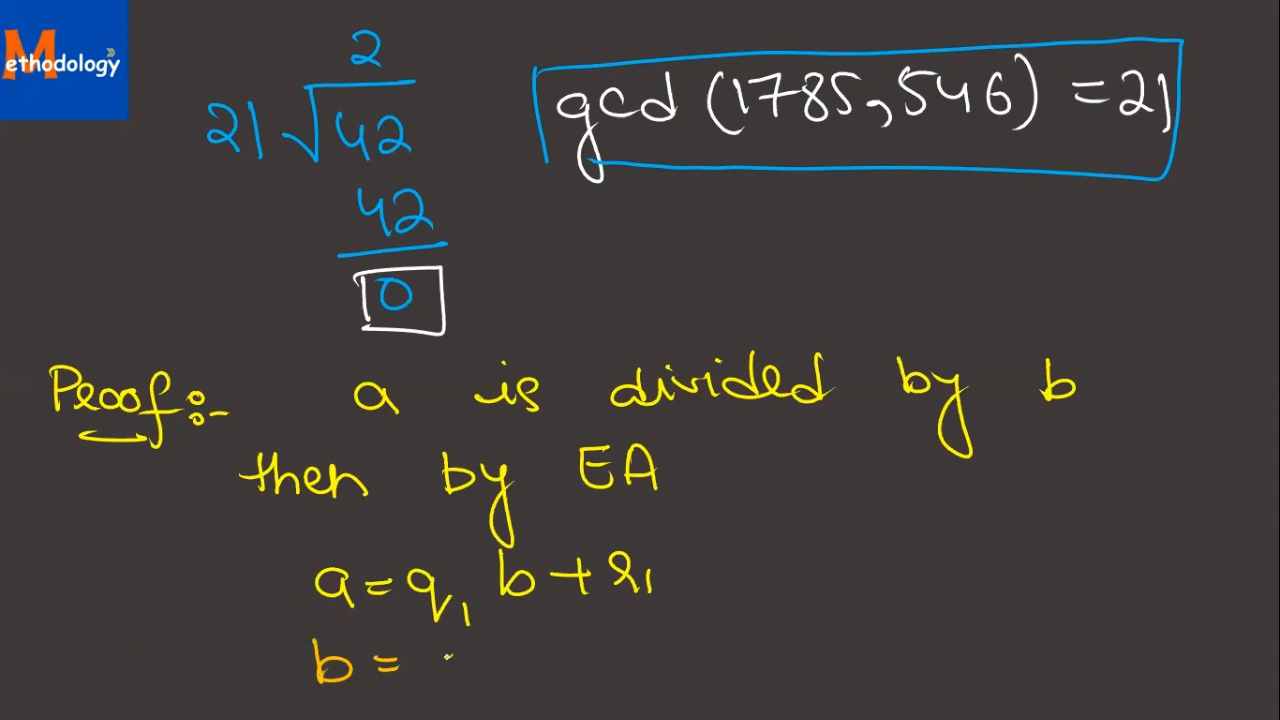 Methodology
2
21 √42
42
0
gcd (1785,546) = 21
Proof:- a is divided by b
then by EA
a = q₁ b + r₁
b =